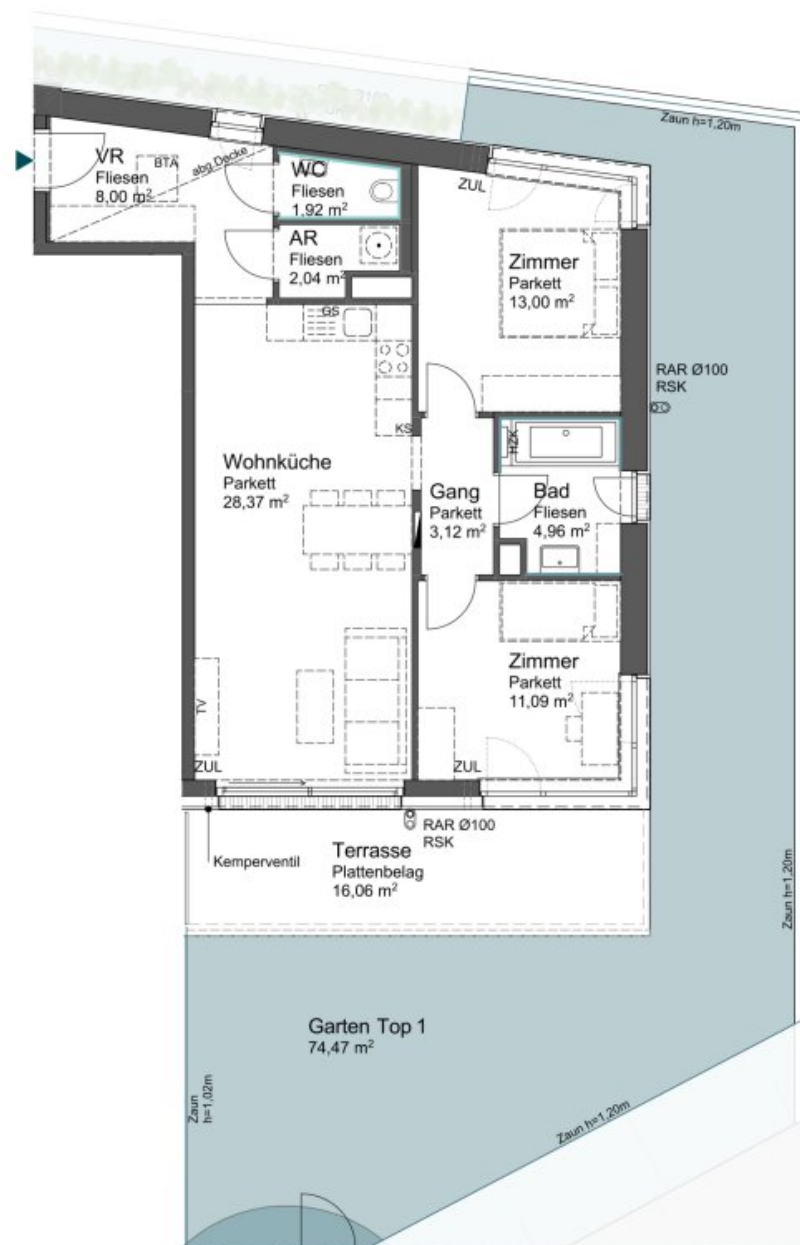 Zaun h=1,20m
VR
Fliesen
8,00 m²
BTA
abg Decke
WC
Fliesen
1,92 m²
AR
Fliesen
2,04 m²
ZUL
Zimmer
Parkett
13,00 m²
GS
KS
RAR Ø100
RSK
Wohnküche
Parkett
28,37 m²
Gang
Parkett
3,12 m²
HZK
Bad
Fliesen
4,96 m²
Zimmer
Parkett
11,09 m²
TV
ZUL
ZUL
RAR Ø100
RSK
Kemperventil
Terrasse
Plattenbelag
16,06 m²
Zaun h=1,20m
Garten Top 1
74,47 m²
Zaun
h=1,02m
Zaun h=1,20m